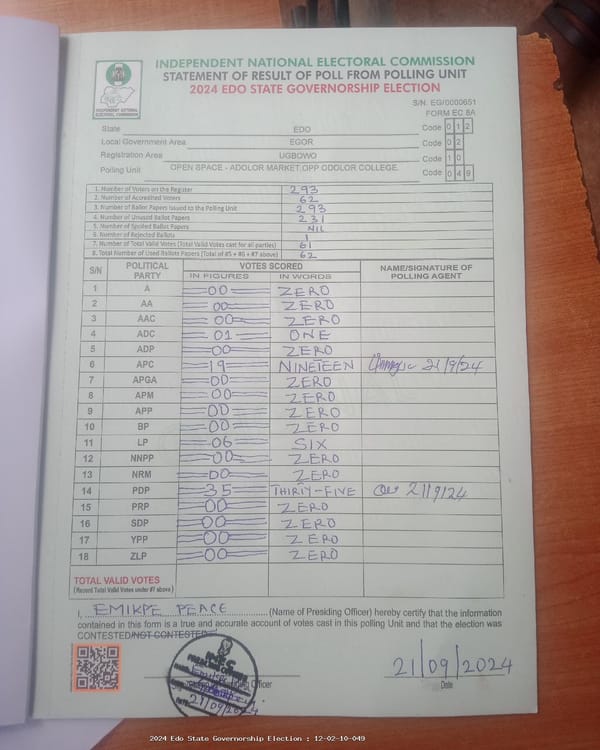 INDEPENDENT NATIONAL ELECTORAL COMMISSION
STATEMENT OF RESULT OF POLL FROM POLLING UNIT
2024 EDO STATE GOVERNORSHIP ELECTION
INDEPENDENT NATIONAL ELECTORAL COMMISSION
S/N. EG/0000651
FORM EC 8A
State EDO Code 0 1 2
Local Government Area EGOR Code 0 2
Registration Area UGBOWO Code 1 0
Polling Unit OPEN SPACE - ADOLOR MARKET OPP ODOLOR COLLEGE. Code 0 4 9
1. Number of Voters on the Register 293
2. Number of Accredited Voters 62
3. Number of Ballot Papers Issued to the Polling Unit 293
4. Number of Unused Ballot Papers 231
5. Number of Spoiled Ballot Papers NIL
6. Number of Rejected Ballots 1
7. Number of Total Valid Votes (Total Valid Votes cast for all parties) 61
8. Total Number of Used Ballots Papers (Total of #5 + #6 + #7 above) 62
S/N POLITICAL PARTY VOTES SCORED NAME/SIGNATURE OF POLLING AGENT
IN FIGURES IN WORDS
1 A 00 ZERO
2 AA 00 ZERO
3 AAC 00 ZERO
4 ADC 01 ONE
5 ADP 00 ZERO
6 APC 19 NINETEEN 21/9/24
7 APGA 00 ZERO
8 APM 00 ZERO
9 APP 00 ZERO
10 BP 00 ZERO
11 LP 06 SIX
12 NNPP 00 ZERO
13 NRM 00 ZERO
14 PDP 35 THIRTY-FIVE 21/9/24
15 PRP 00 ZERO
16 SDP 00 ZERO
17 YPP 00 ZERO
18 ZLP 00 ZERO
TOTAL VALID VOTES
(Record Total Valid Votes under #7 above)
I, EMIKPE PEACE (Name of Presiding Officer) hereby certify that the information
contained in this form is a true and accurate account of votes cast in this polling Unit and that the election was
CONTESTED/NOT CONTESTED
INEC
PRESIDING OFFICER
21/09/2024
21/09/2024
Date
2024 Edo State Governorship Election : 12-02-10-049